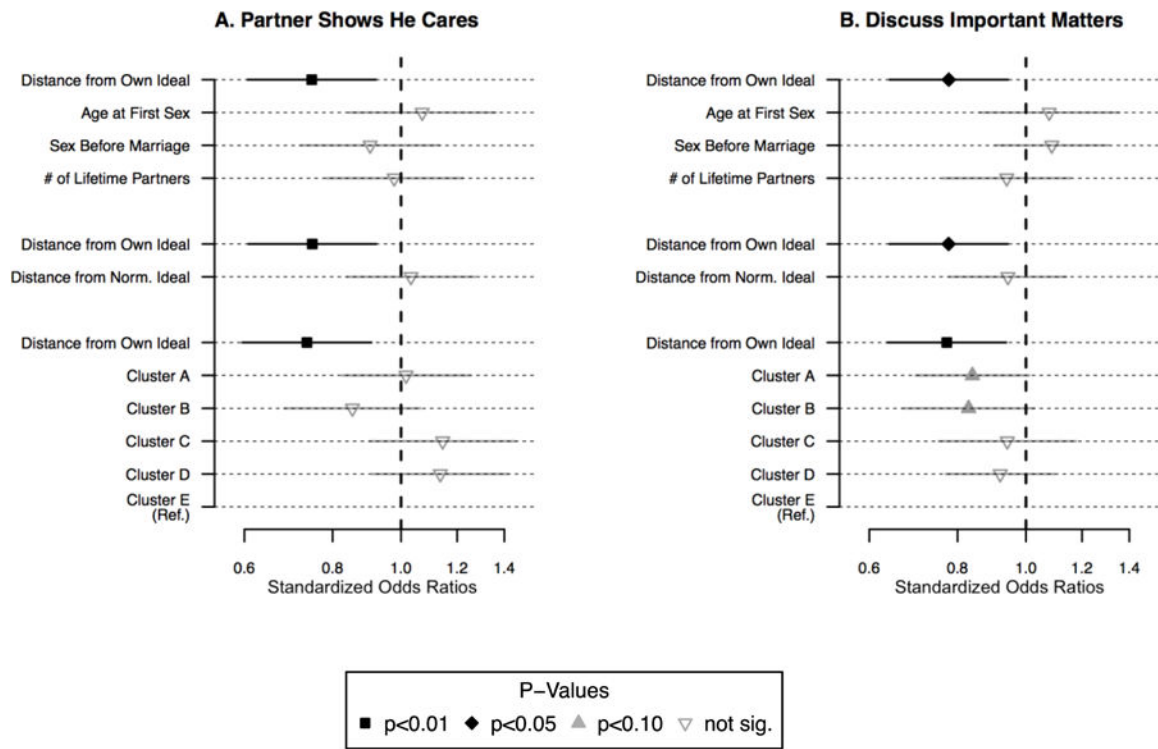 A. Partner Shows He Cares
Distance from Own Ideal
Age at First Sex
Sex Before Marriage
# of Lifetime Partners
Distance from Own Ideal
Distance from Norm. Ideal
Distance from Own Ideal
Cluster A
Cluster B
Cluster C
Cluster D
Cluster E
(Ref.)
0.6 0.8 1.0 1.2 1.4
Standardized Odds Ratios
B. Discuss Important Matters
Distance from Own Ideal
Age at First Sex
Sex Before Marriage
# of Lifetime Partners
Distance from Own Ideal
Distance from Norm. Ideal
Distance from Own Ideal
Cluster A
Cluster B
Cluster C
Cluster D
Cluster E
(Ref.)
0.6 0.8 1.0 1.2 1.4
Standardized Odds Ratios
P−Values
p<0.01 p<0.05 p<0.10 not sig.